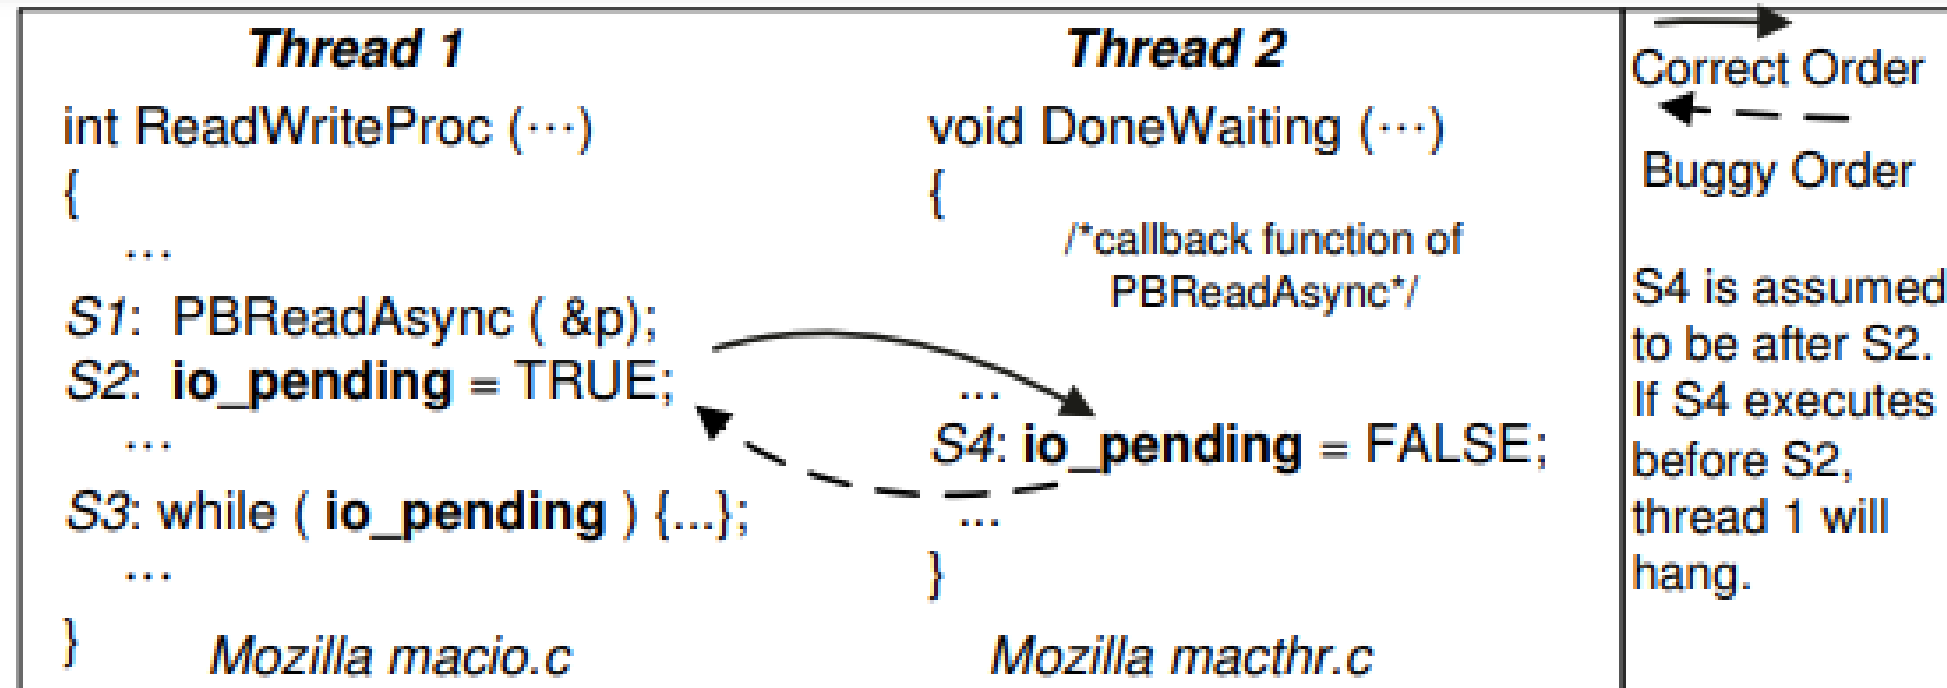 Thread 1
int ReadWriteProc (···)
{
...
S1: PBReadAsync ( &p);
S2: io_pending = TRUE;
...
S3: while ( io_pending ) {...};
...
}
Mozilla macio.c
Thread 2
void DoneWaiting (···)
{
/*callback function of
PBReadAsync*/
...
S4: io_pending = FALSE;
...
}
Mozilla macthr.c
Correct Order
Buggy Order
S4 is assumed
to be after S2.
If S4 executes
before S2,
thread 1 will
hang.